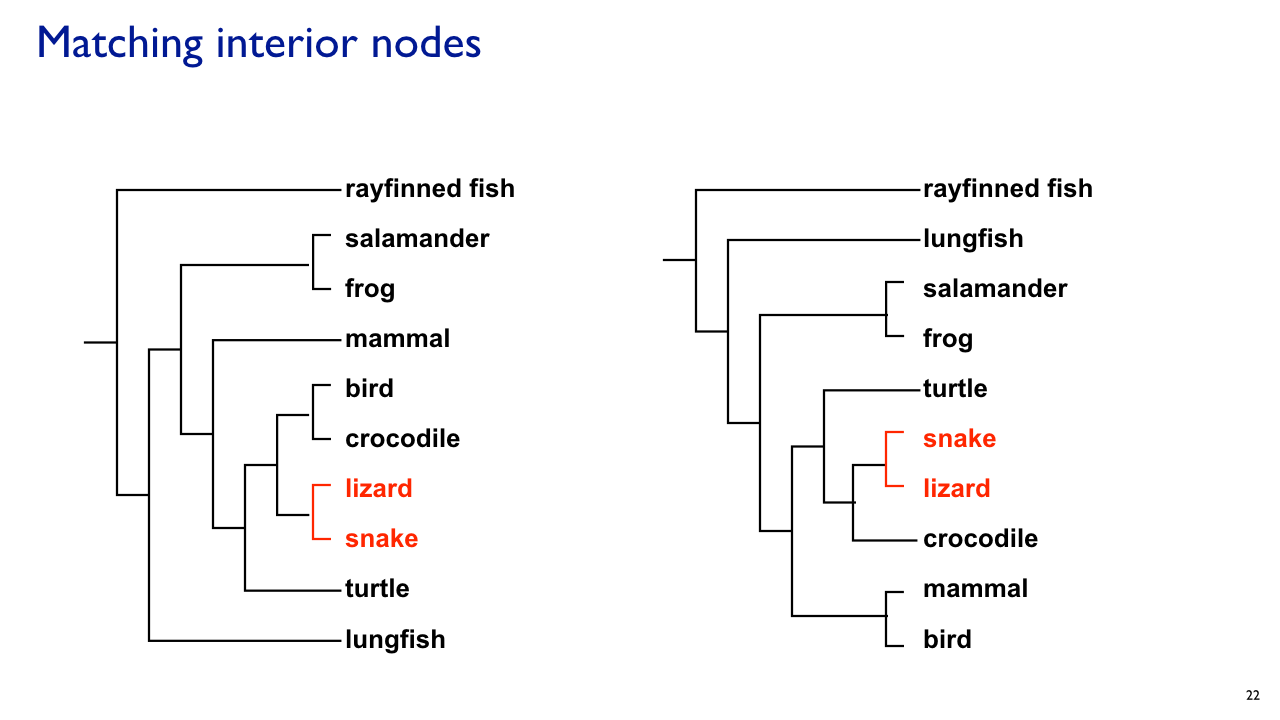 Matching interior nodes
rayfinned fish
salamander
frog
mammal
bird
crocodile
lizard
snake
turtle
lungfish
rayfinned fish
lungfish
salamander
frog
turtle
snake
lizard
crocodile
mammal
bird
22